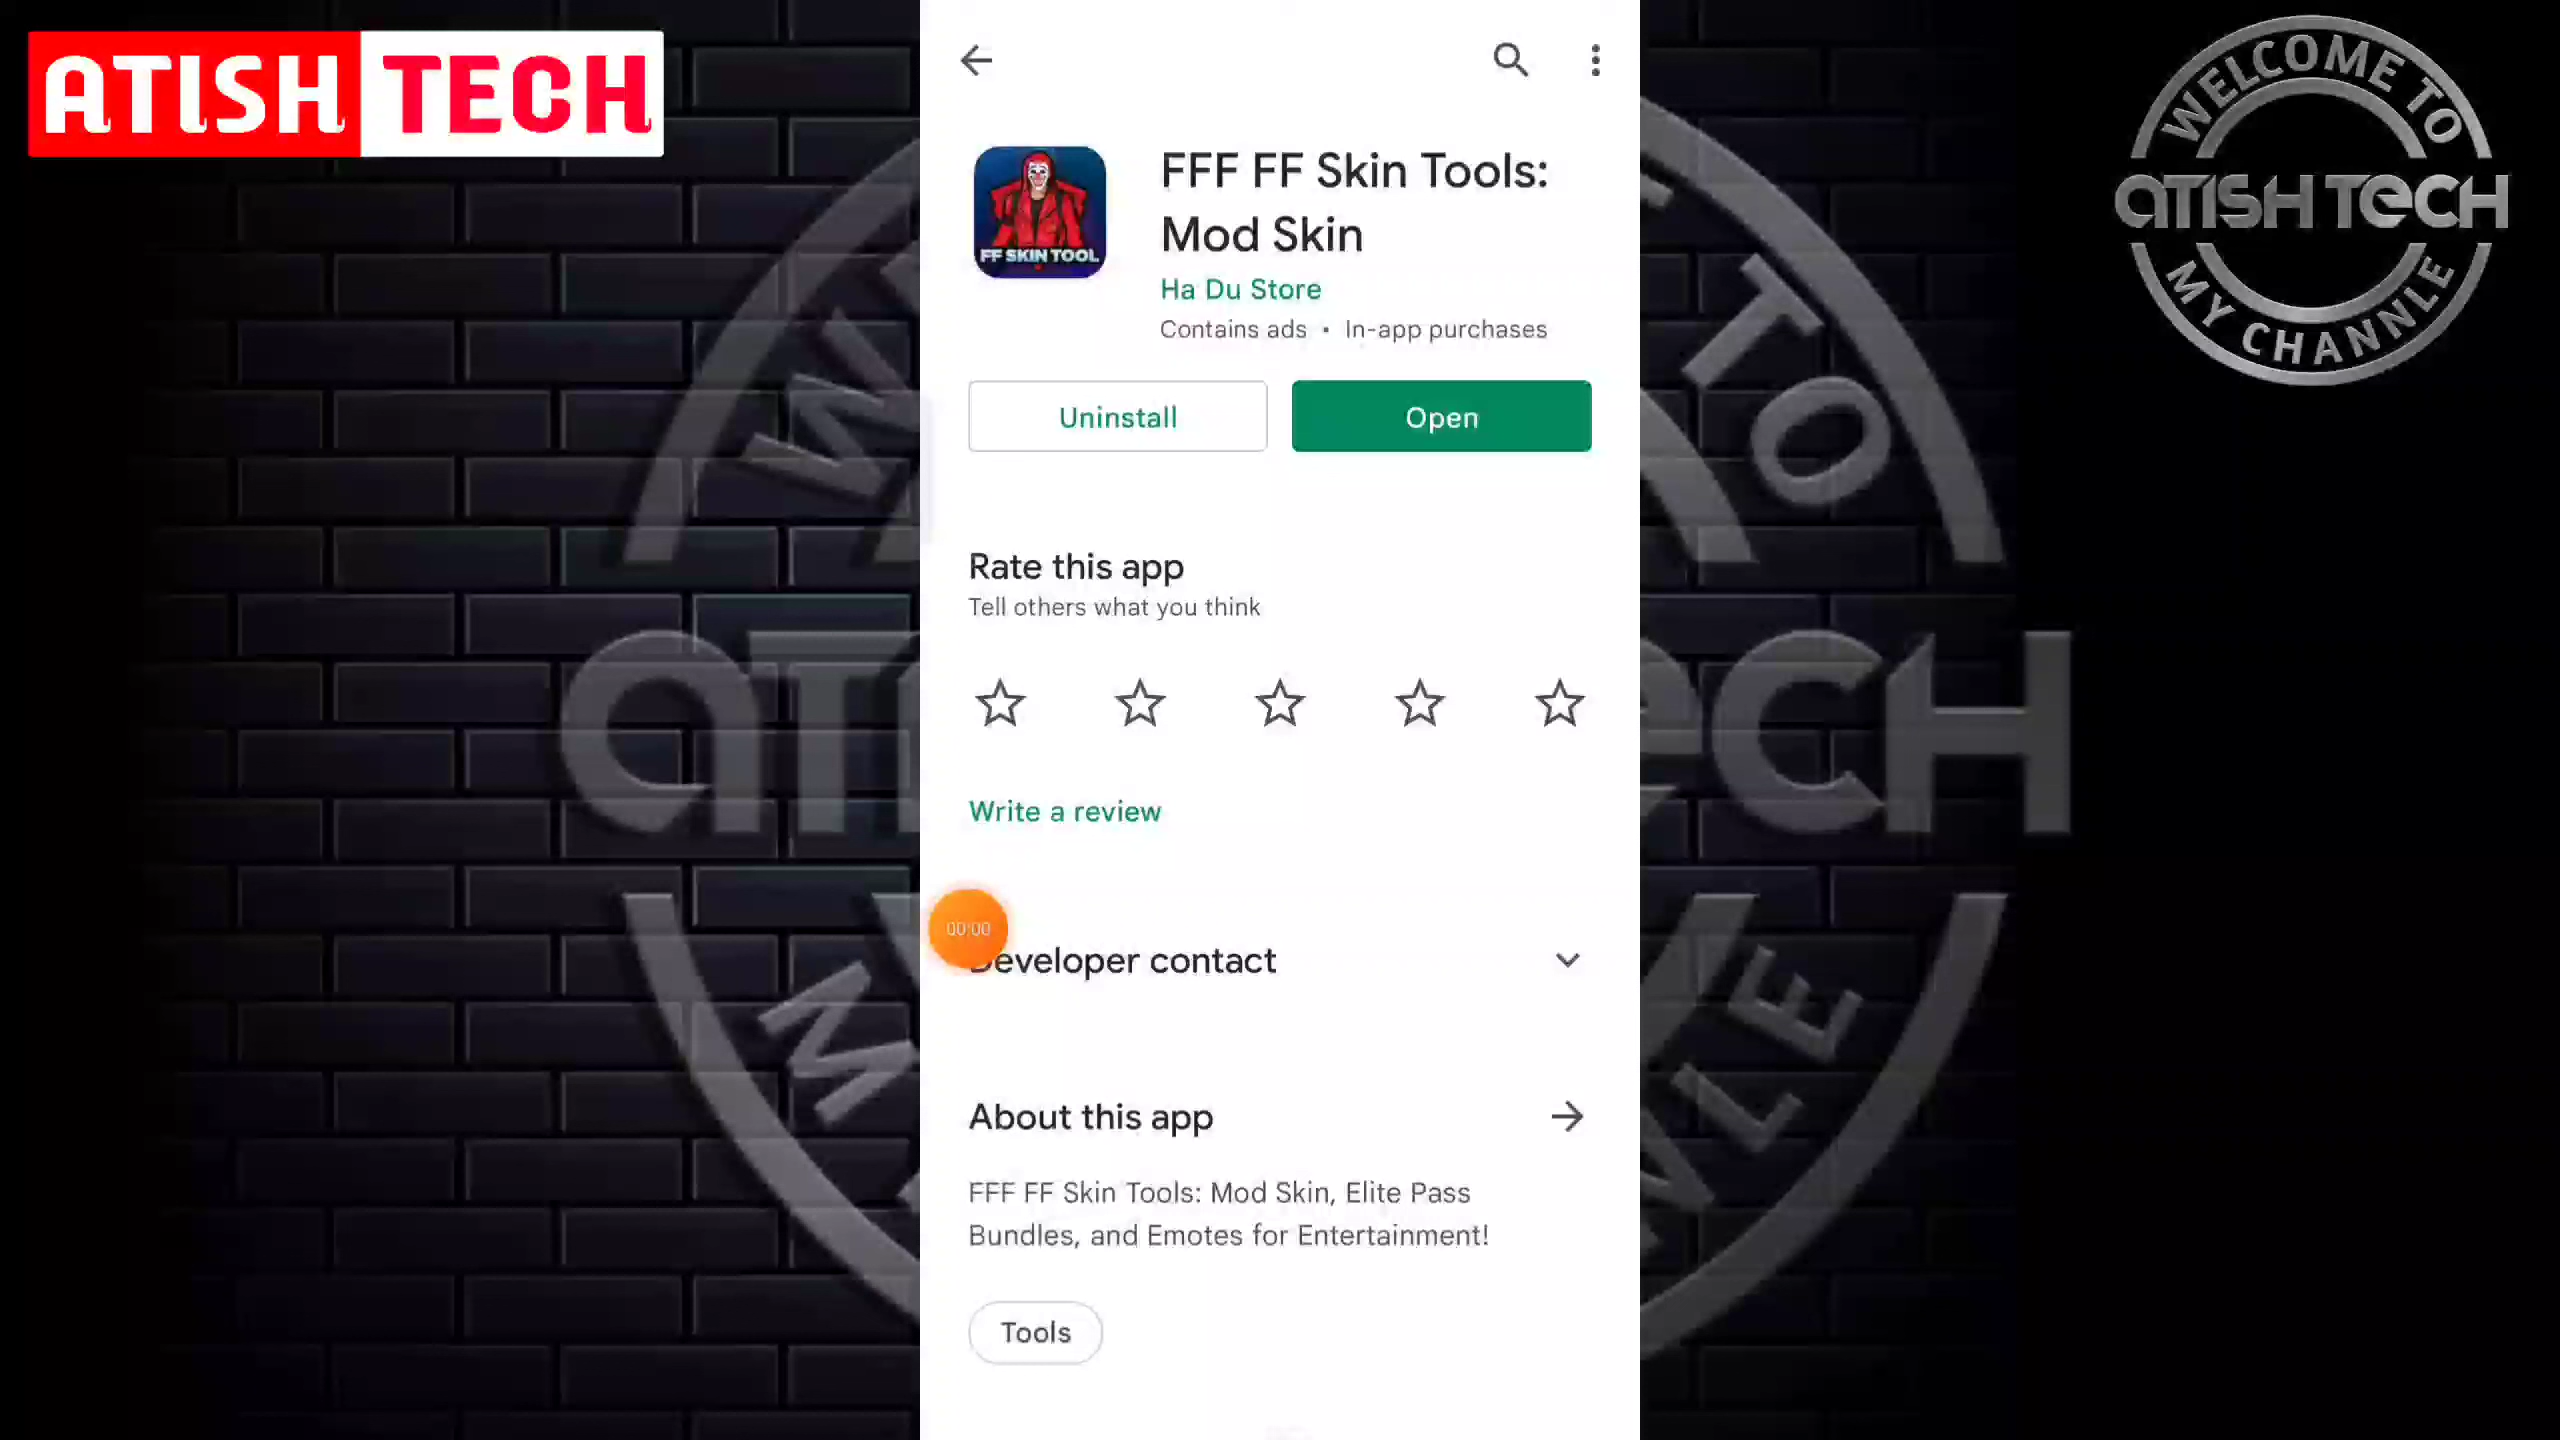 ATISH TECH
WELCOME TO
ATISH TECH
MY CHANNLE
FFF FF Skin Tools:
Mod Skin
FF SKIN TOOL
Ha Du Store
Contains ads • In-app purchases
Uninstall
Open
Rate this app
Tell others what you think
Write a review
00:00
Developer contact
About this app
FFF FF Skin Tools: Mod Skin, Elite Pass
Bundles, and Emotes for Entertainment!
Tools